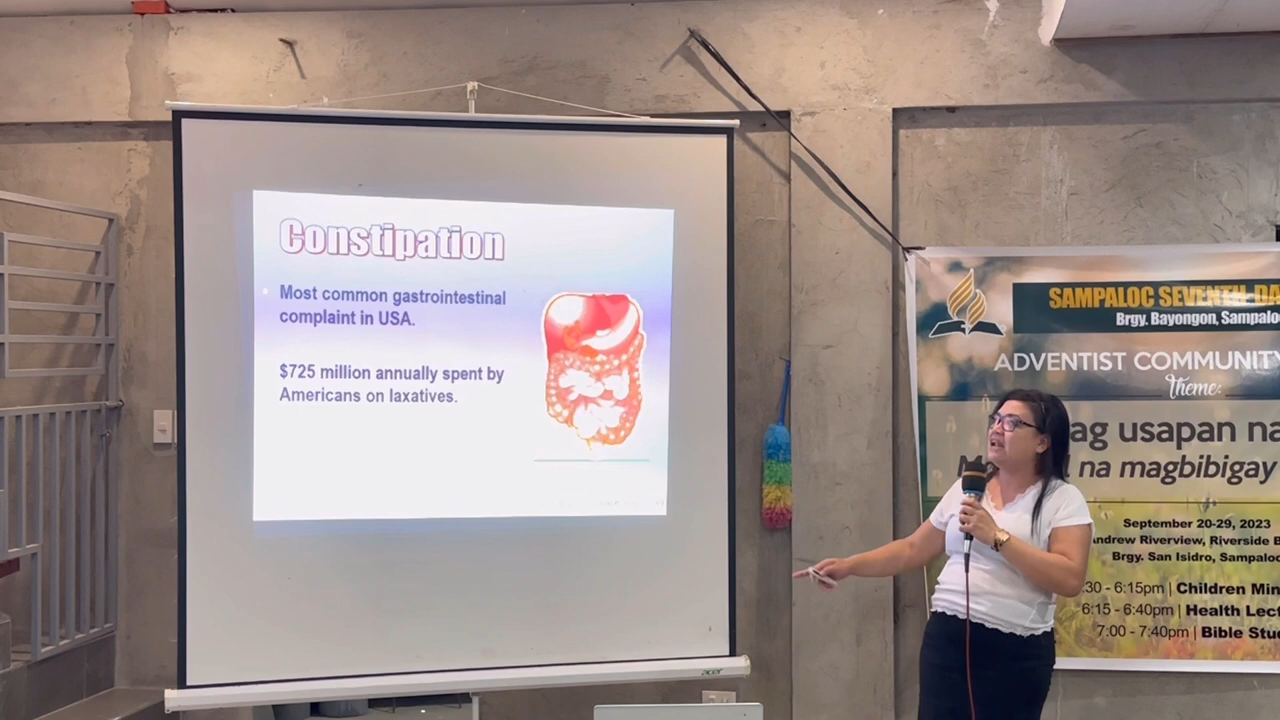 Constipation
Most common gastrointestinal
complaint in USA.
$725 million annually spent by
Americans on laxatives.
acer
SAMPALOC SEVENTH-DA
Brgy. Bayongon, Sampalo
ADVENTIST COMMUNITY
Theme:
ag usapan na
na magbibigay
September 20-29, 2023
Andrew Riverview, Riverside B
Brgy. San Isidro, Sampaloc
:30 - 6:15pm | Children Min
6:15 - 6:40pm | Health Lect
7:00 - 7:40pm | Bible Stu